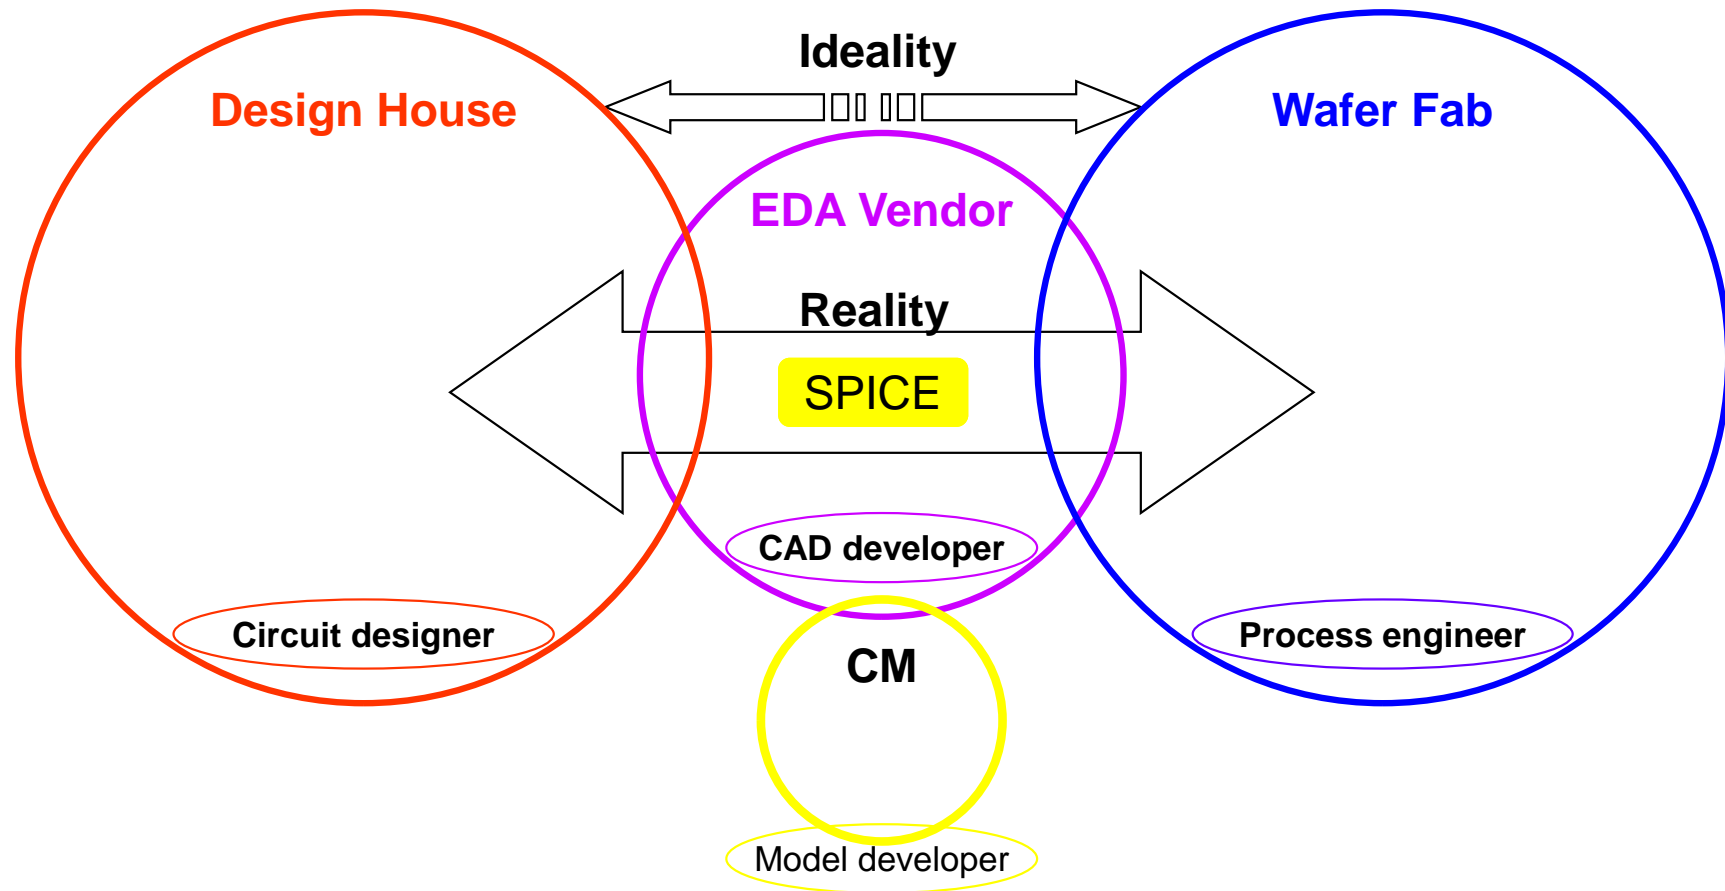 Ideality
Design House
Wafer Fab
EDA Vendor
Reality
SPICE
CAD developer
Circuit designer
Process engineer
CM
Model developer